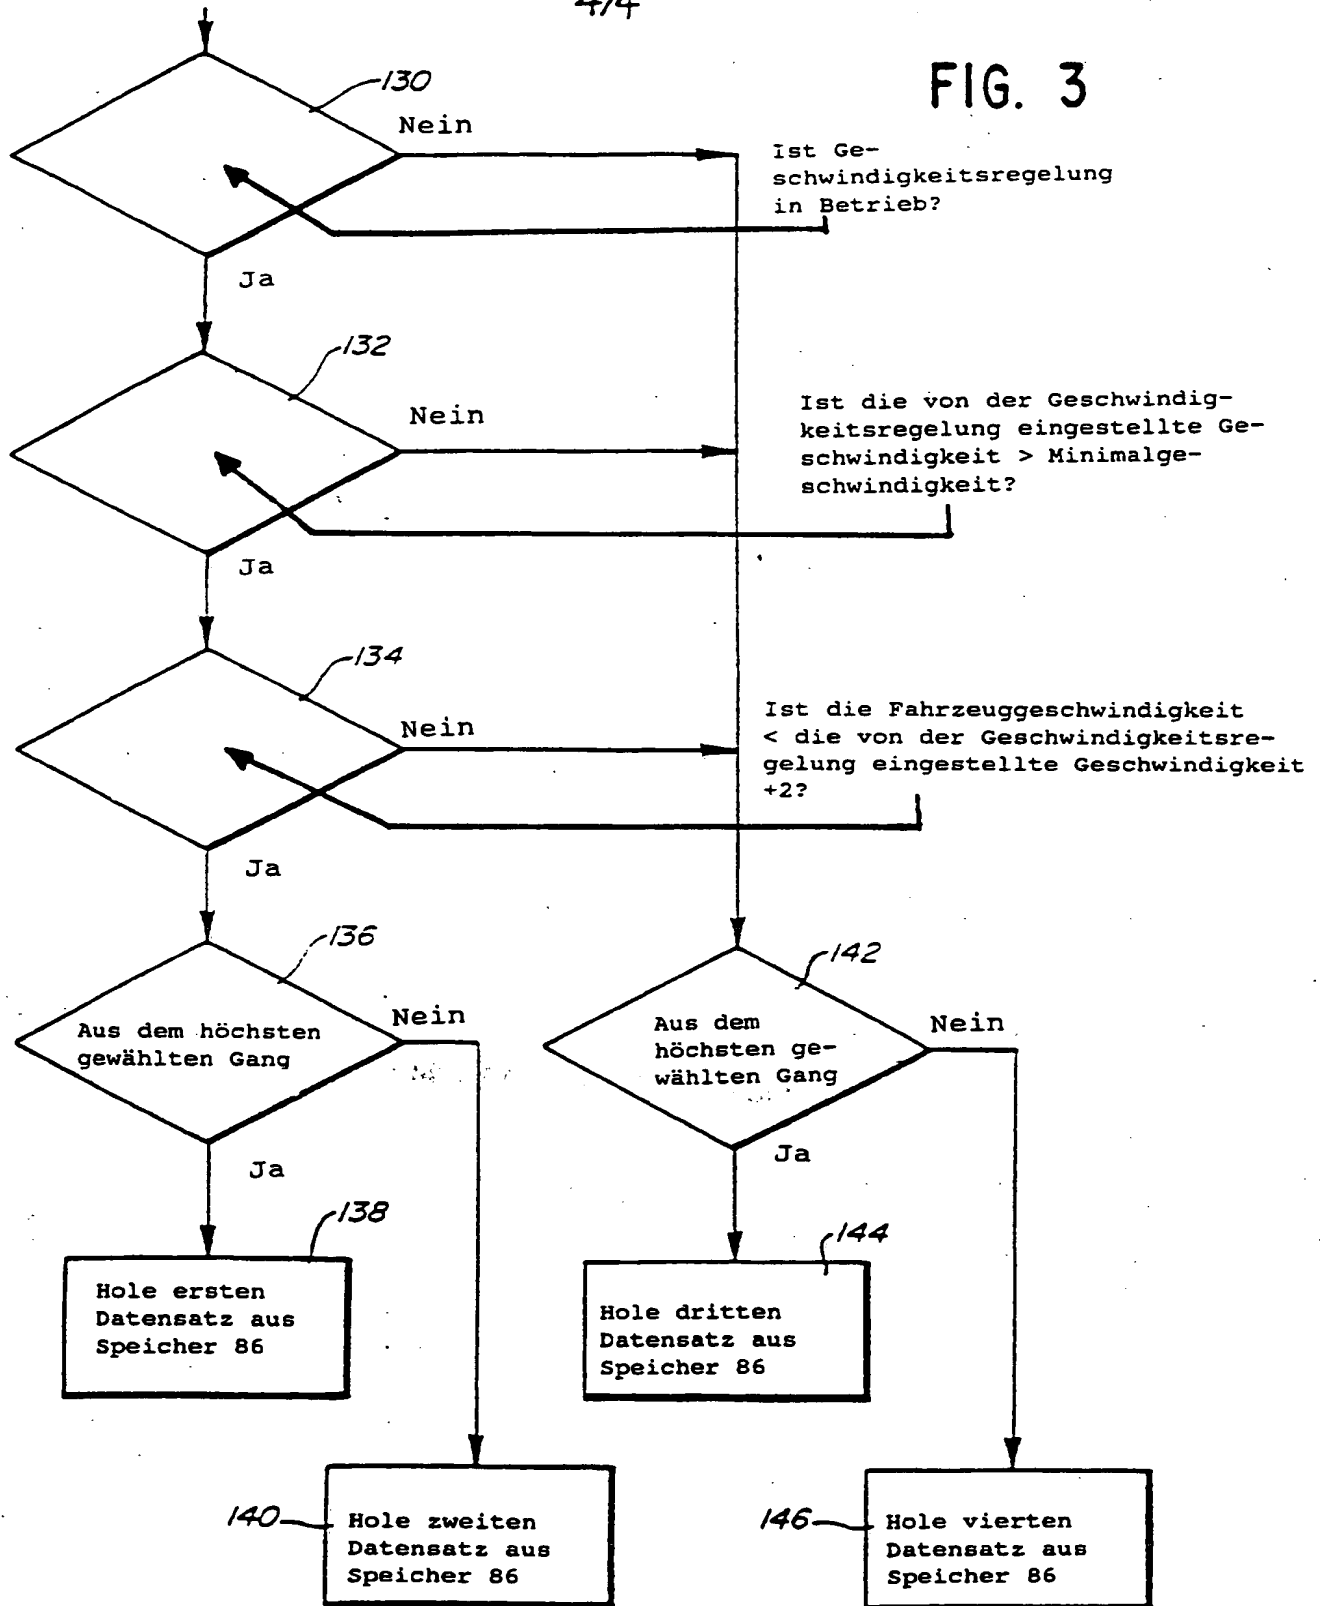 4/4
FIG. 3
130
Nein
Ist Ge-
schwindigkeitsregelung
in Betrieb?
Ja
132
Nein
Ist die von der Geschwindig-
keitsregelung eingestellte Ge-
schwindigkeit > Minimalge-
schwindigkeit?
Ja
134
Nein
Ist die Fahrzeuggeschwindigkeit
< die von der Geschwindigkeitsre-
gelung eingestellte Geschwindigkeit
+2?
Ja
136
Aus dem höchsten
gewählten Gang
Nein
142
Aus dem
höchsten ge-
wählten Gang
Nein
Ja
Ja
138
Hole ersten
Datensatz aus
Speicher 86
144
Hole dritten
Datensatz aus
Speicher 86
140
Hole zweiten
Datensatz aus
Speicher 86
146
Hole vierten
Datensatz aus
Speicher 86